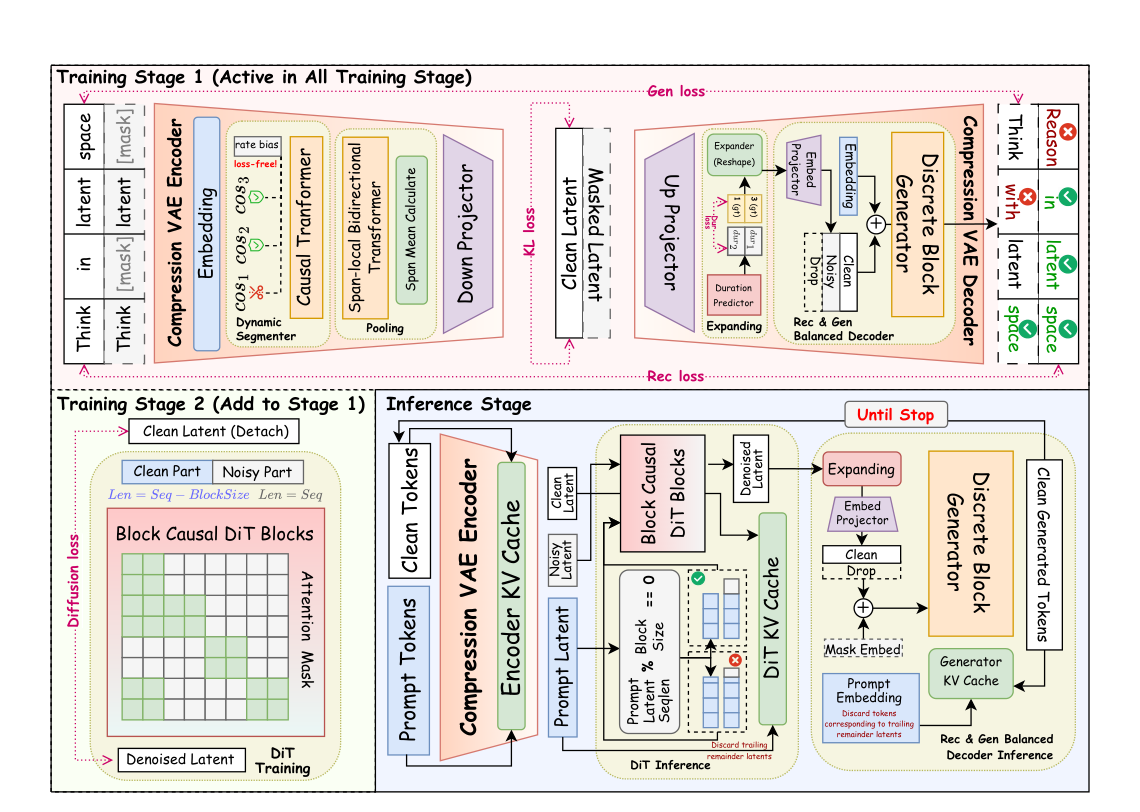 Training Stage 1 (Active in All Training Stage)
Gen loss
space
[mask]
latent
latent
in
[mask]
Think
Think
Compression VAE Encoder
Embedding
rate bias
loss-free!
cos3
cos2
cos1
Dynamic
Segmenter
Causal Tranformer
Span-local Bidirectional
Transformer
Span Mean Calculate
Pooling
Down Projector
KL loss
Clean Latent
Masked Latent
Up Projector
Expander
(Reshape)
Dur
loss
1 (gt)
3 (gt)
dur2
dur1
Duration
Predictor
Expanding
Embed
Projector
Embedding
Clean
Noisy
Drop
Rec & Gen
Balanced Decoder
Discrete Block
Generator
Compression VAE Decoder
Think
Reason
with
in
latent
latent
space
space
Rec loss
Training Stage 2 (Add to Stage 1)
Clean Latent (Detach)
Clean Part
Noisy Part
Len = Seq − BlockSize
Len = Seq
Block Causal DiT Blocks
Attention Mask
Diffusion loss
Denoised Latent
DiT
Training
Inference Stage
Until Stop
Clean Tokens
Prompt Tokens
Compression VAE Encoder
Encoder KV Cache
Clean
Latent
Noisy
Latent
Prompt Latent
Block Causal
DiT Blocks
Denoised
Latent
Prompt
Latent
Seqlen
%
Block
Size
== 0
DiT KV Cache
Discard trailing
remainder latents
DiT Inference
Expanding
Embed
Projector
Clean
Drop
Mask Embed
Prompt
Embedding
Discard tokens
corresponding to trailing
remainder latents
Discrete Block
Generator
Generator
KV Cache
Clean Generated Tokens
Rec & Gen Balanced
Decoder Inference